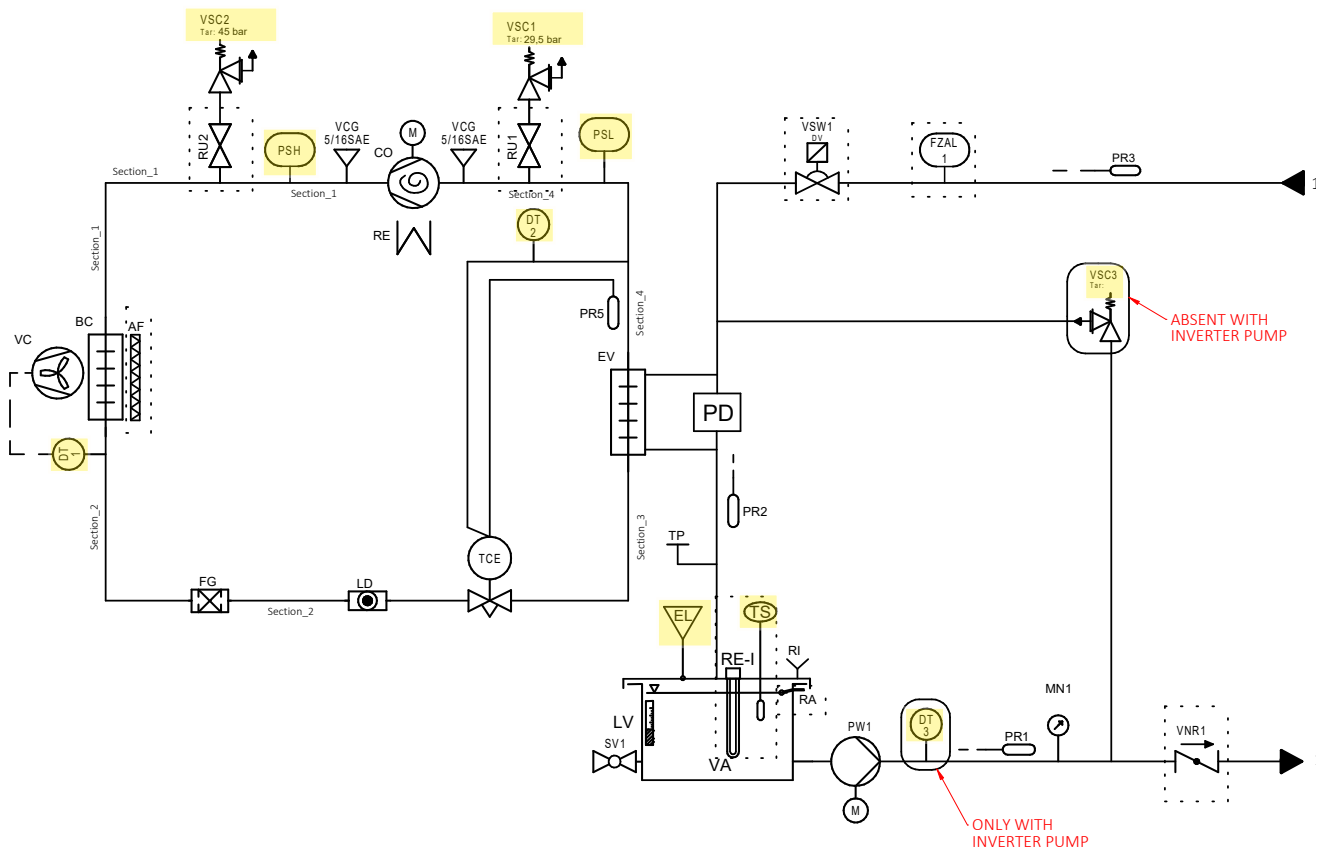 VSC2
Tar: 45 bar
VSC1
Tar: 29,5 bar
RU2
PSH
VCG
5/16SAE
M
CO
VCG
5/16SAE
RU1
PSL
VSW1
DV
FZAL
1
PR3
Section_1
Section_1
Section_4
1
RE
DT
2
Section_1
Section_4
PR5
VSC3
Tar:
ABSENT WITH
INVERTER PUMP
VC
BC
AF
EV
PD
DT
1
Section_2
Section_3
PR2
TP
TCE
FG
LD
Section_2
EL
TS
RE-I
RI
RA
LV
SV1
VA
PW1
M
DT
3
PR1
MN1
VNR1
ONLY WITH
INVERTER PUMP